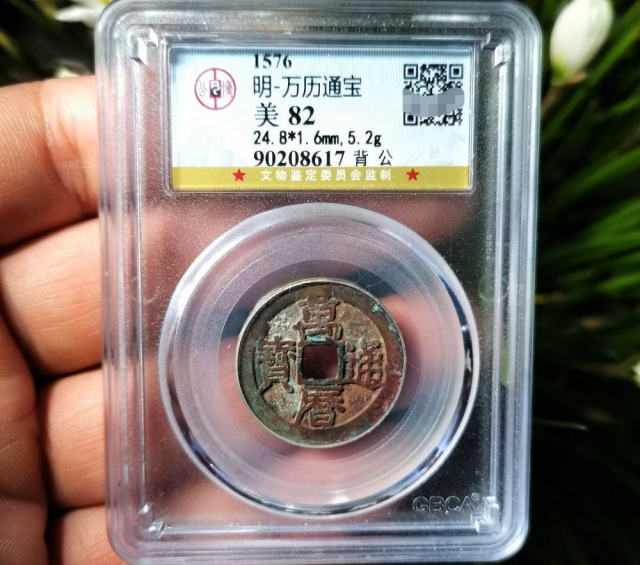 1576
明-万历通宝
美 82
24.8*1.6mm,5.2g
90208617 背 公
★ 文物鉴定委员会监制 ★
萬
寶 通
曆
GBCA